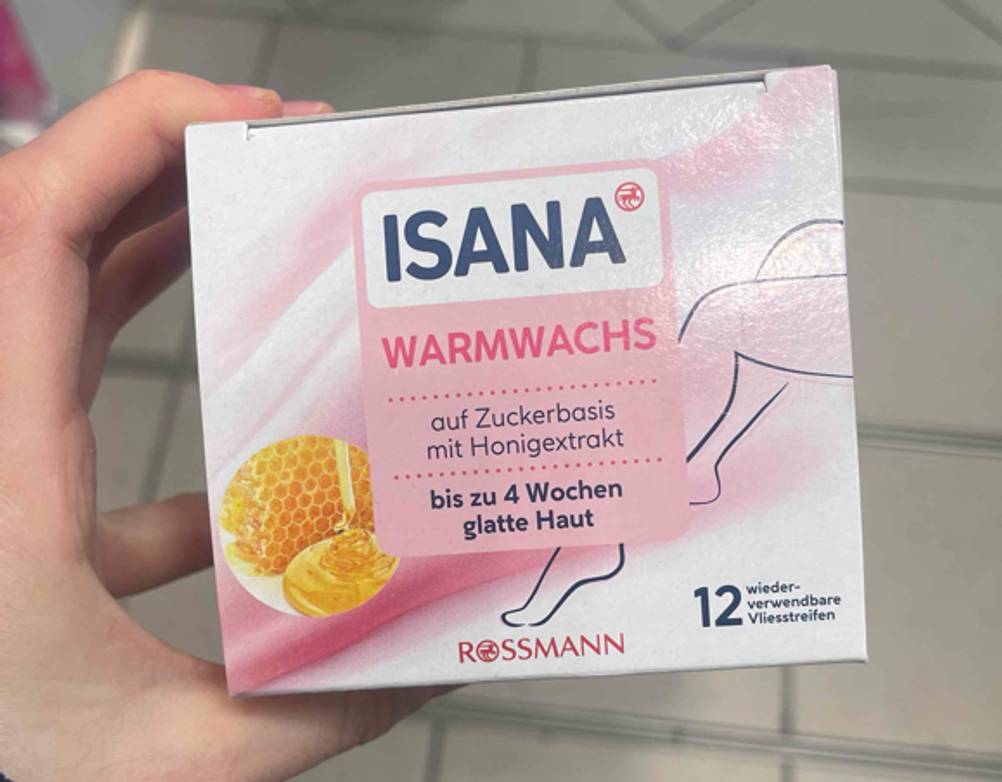 ISANA
WARMWACHS
auf Zuckerbasis
mit Honigextrakt
bis zu 4 Wochen
glatte Haut
12 wieder-
verwendbare
Vliesstreifen
ROSSMANN